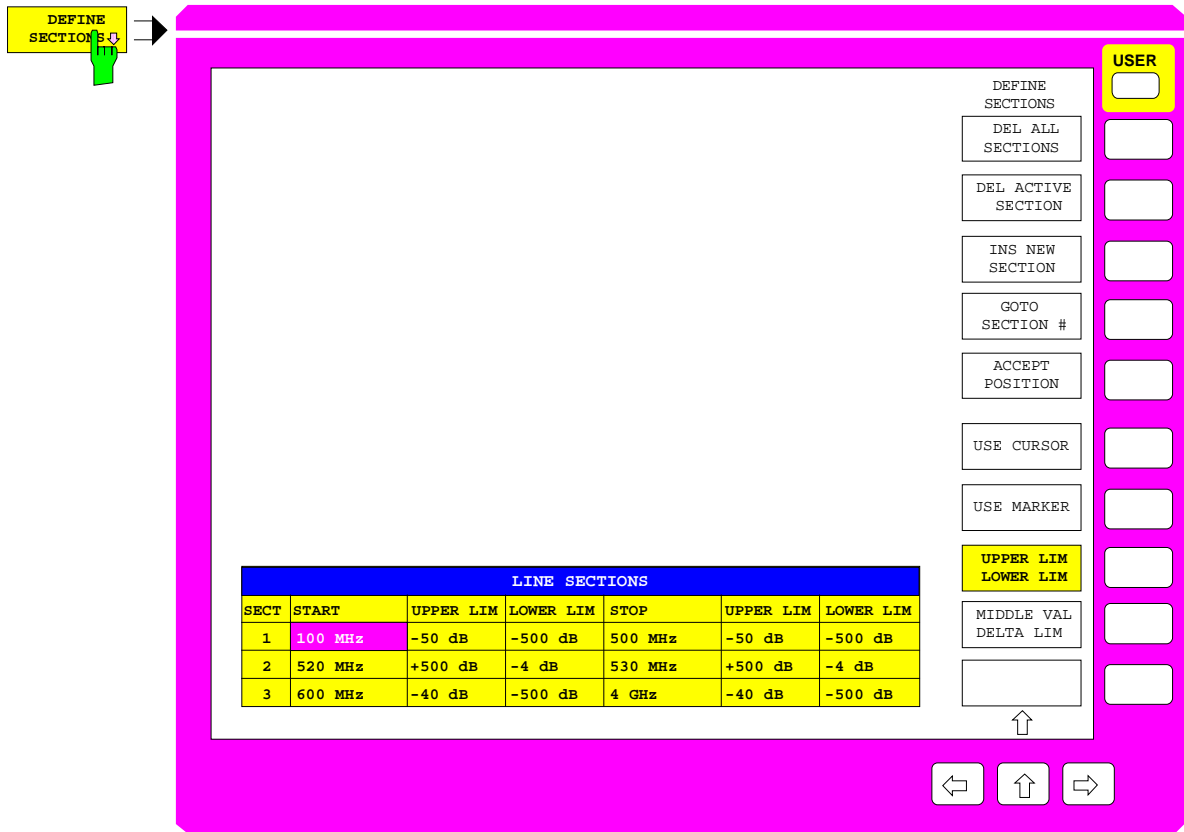 DEFINE
SECTIONS
USER
DEFINE
SECTIONS
DEL ALL
SECTIONS
DEL ACTIVE
SECTION
INS NEW
SECTION
GOTO
SECTION #
ACCEPT
POSITION
USE CURSOR
USE MARKER
UPPER LIM
LOWER LIM
MIDDLE VAL
DELTA LIM
LINE SECTIONS
SECT START UPPER LIM LOWER LIM STOP UPPER LIM LOWER LIM
1 100 MHz -50 dB -500 dB 500 MHz -50 dB -500 dB
2 520 MHz +500 dB -4 dB 530 MHz +500 dB -4 dB
3 600 MHz -40 dB -500 dB 4 GHz -40 dB -500 dB